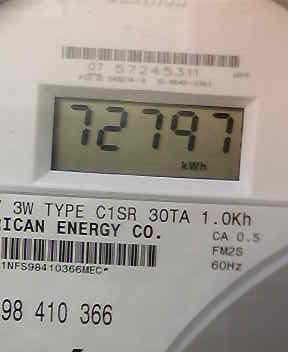 07 57245311
72797
kWh
3W TYPE C1SR 30TA 1.0Kh
RICAN ENERGY CO.
CA 0.5
FM2S
60Hz
1NFS98410366MEC*
98 410 366